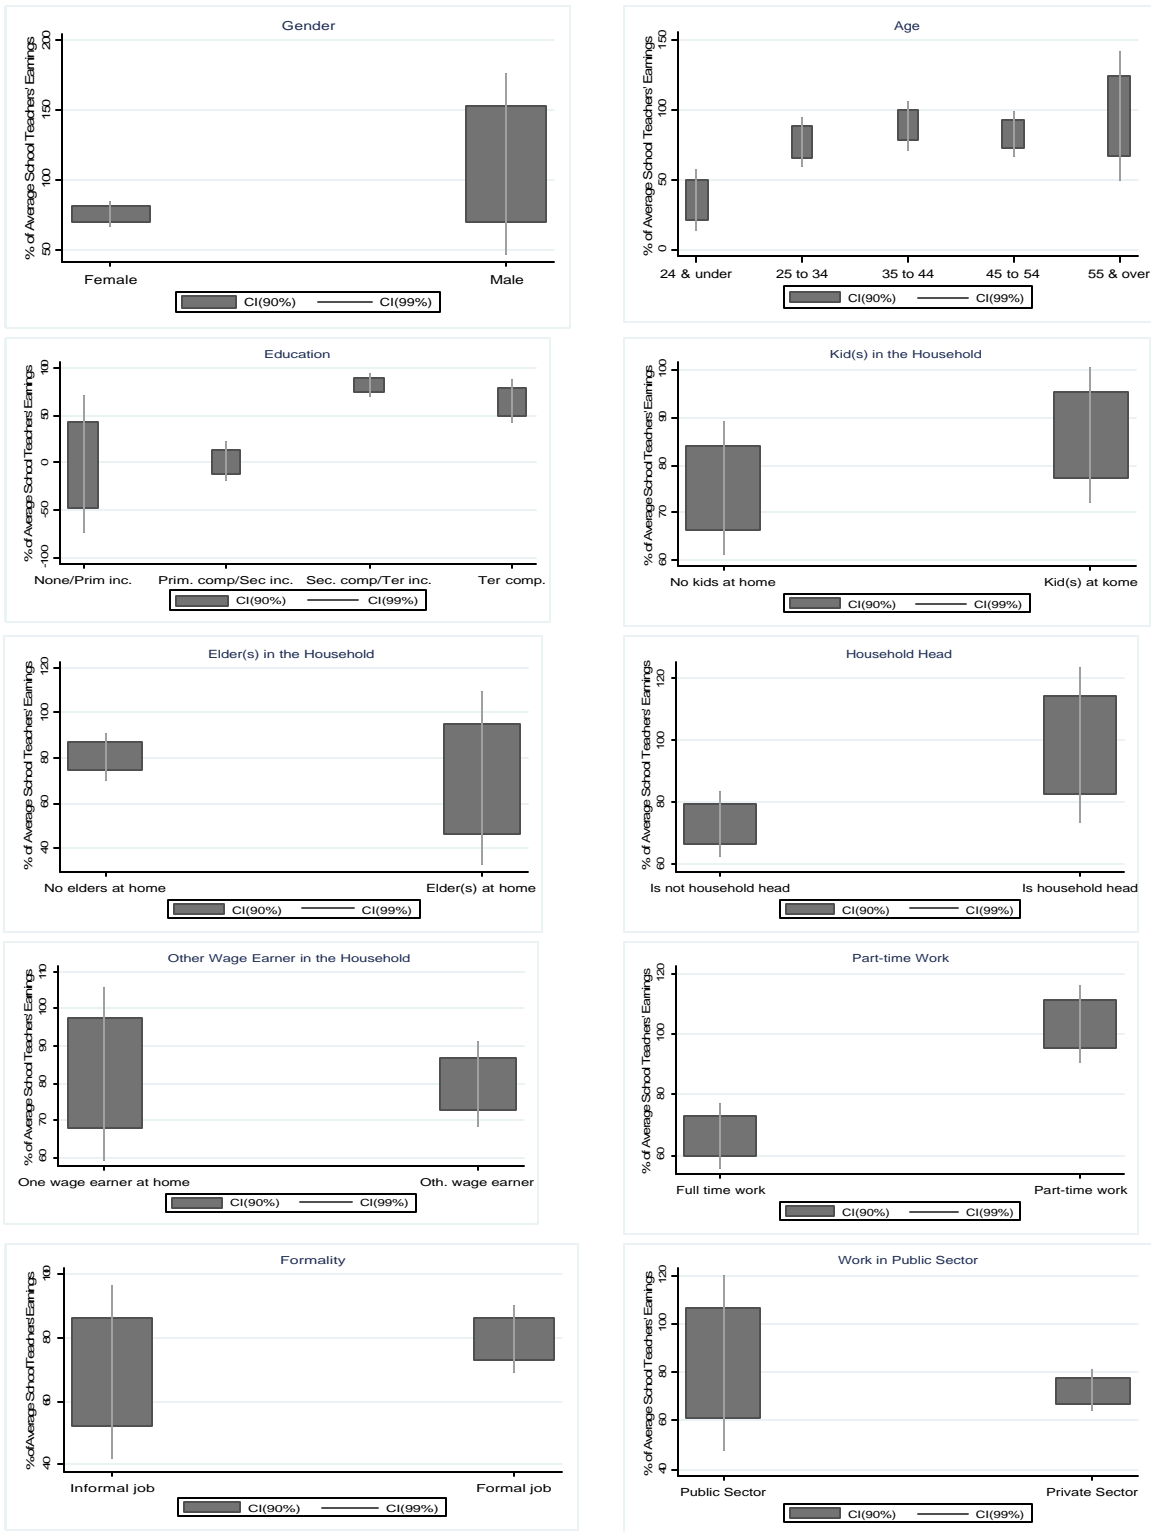 Gender
% of Average School Teachers' Earnings
200
150
100
50
Female
Male
CI(90%)
CI(99%)
Age
% of Average School Teachers' Earnings
150
100
50
0
24 & under
25 to 34
35 to 44
45 to 54
55 & over
CI(90%)
CI(99%)
Education
% of Average School Teachers' Earnings
100
50
0
-50
-100
None/Prim inc.
Prim. comp/Sec inc.
Sec. comp/Ter inc.
Ter comp.
CI(90%)
CI(99%)
Kid(s) in the Household
% of Average School Teachers' Earnings
100
90
80
70
60
No kids at home
Kid(s) at kome
CI(90%)
CI(99%)
Elder(s) in the Household
% of Average School Teachers' Earnings
120
100
80
60
40
No elders at home
Elder(s) at home
CI(90%)
CI(99%)
Household Head
% of Average School Teachers' Earnings
120
100
80
60
Is not household head
Is household head
CI(90%)
CI(99%)
Other Wage Earner in the Household
% of Average School Teachers' Earnings
110
100
90
80
70
60
One wage earner at home
Oth. wage earner
CI(90%)
CI(99%)
Part-time Work
% of Average School Teachers' Earnings
120
100
80
60
Full time work
Part-time work
CI(90%)
CI(99%)
Formality
% of Average School Teachers' Earnings
100
80
60
40
Informal job
Formal job
CI(90%)
CI(99%)
Work in Public Sector
% of Average School Teachers' Earnings
120
100
80
60
40
Public Sector
Private Sector
CI(90%)
CI(99%)